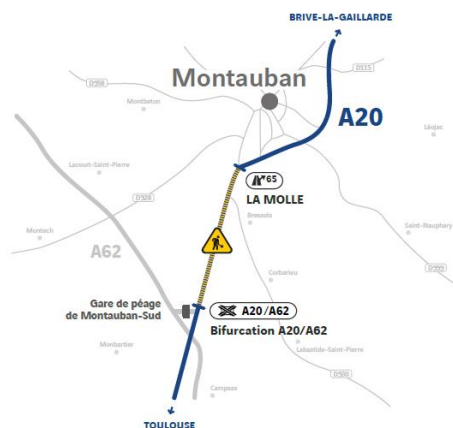 BRIVE-LA-GAILLARDE
D115
D958
Montauban
Montbeton
A20
Léojac
Lacourt-Saint-Pierre
65
LA MOLLE
D928
Bressols
Saint-Nauphary
Montech
A62
Corbarieu
D999
Gare de péage
de Montauban-Sud
A20/A62
Bifurcation A20/A62
Montbartier
Labastide-Saint-Pierre
D500
Campsas
TOULOUSE